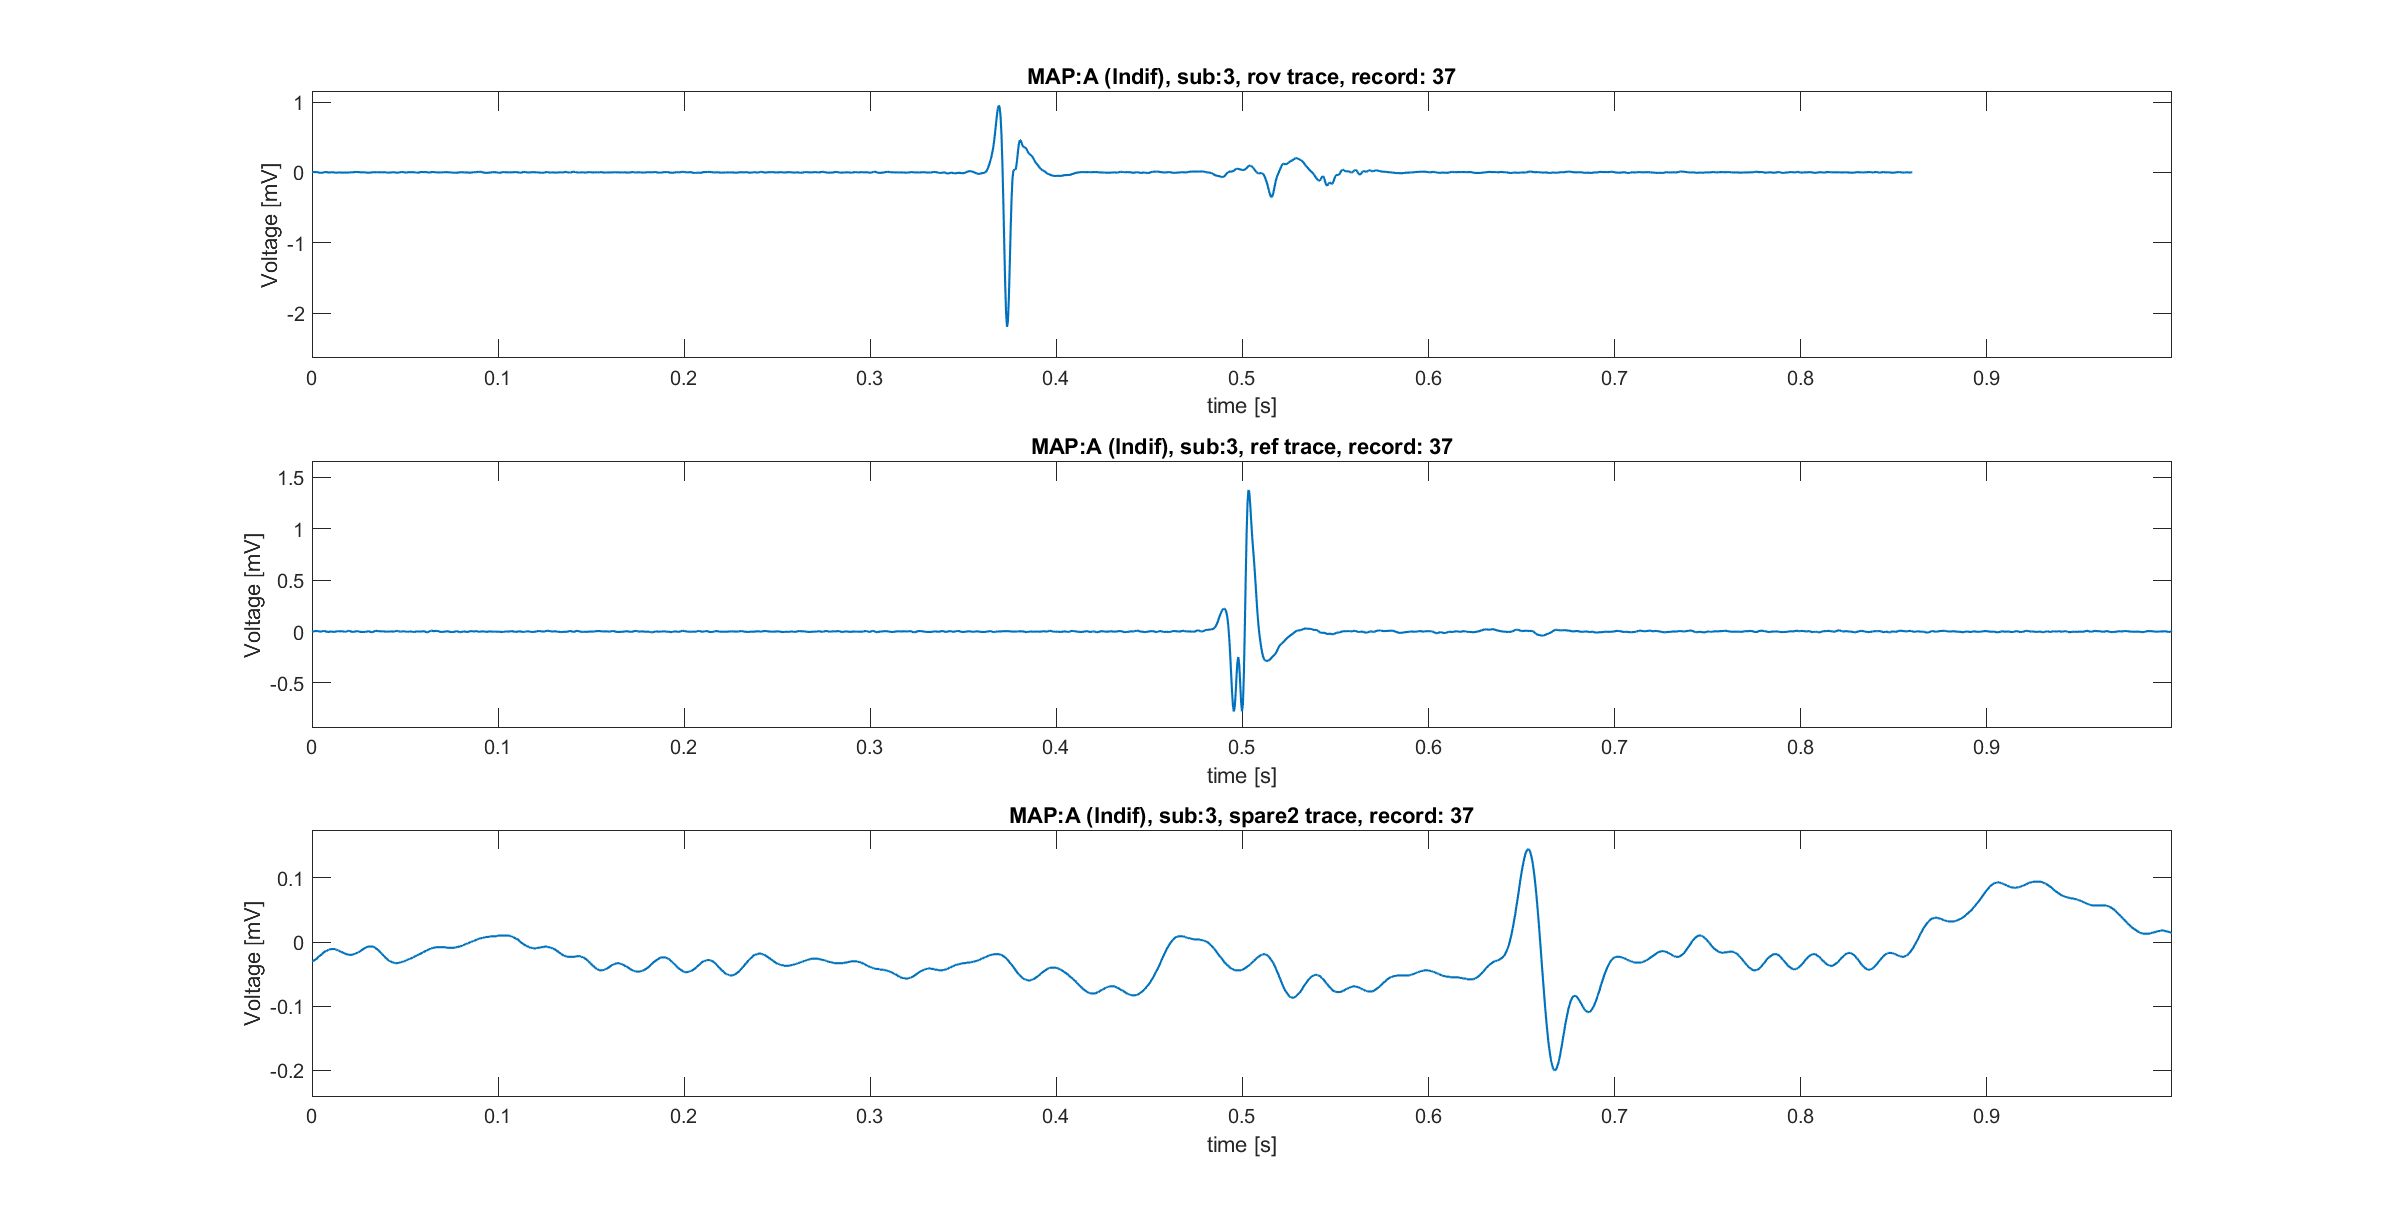 MAP:A (Indif), sub:3, rov trace, record: 37
Voltage [mV]
1
0
-1
-2
0 0.1 0.2 0.3 0.4 0.5 0.6 0.7 0.8 0.9
time [s]
MAP:A (Indif), sub:3, ref trace, record: 37
Voltage [mV]
1.5
1
0.5
0
-0.5
0 0.1 0.2 0.3 0.4 0.5 0.6 0.7 0.8 0.9
time [s]
MAP:A (Indif), sub:3, spare2 trace, record: 37
Voltage [mV]
0.1
0
-0.1
-0.2
0 0.1 0.2 0.3 0.4 0.5 0.6 0.7 0.8 0.9
time [s]